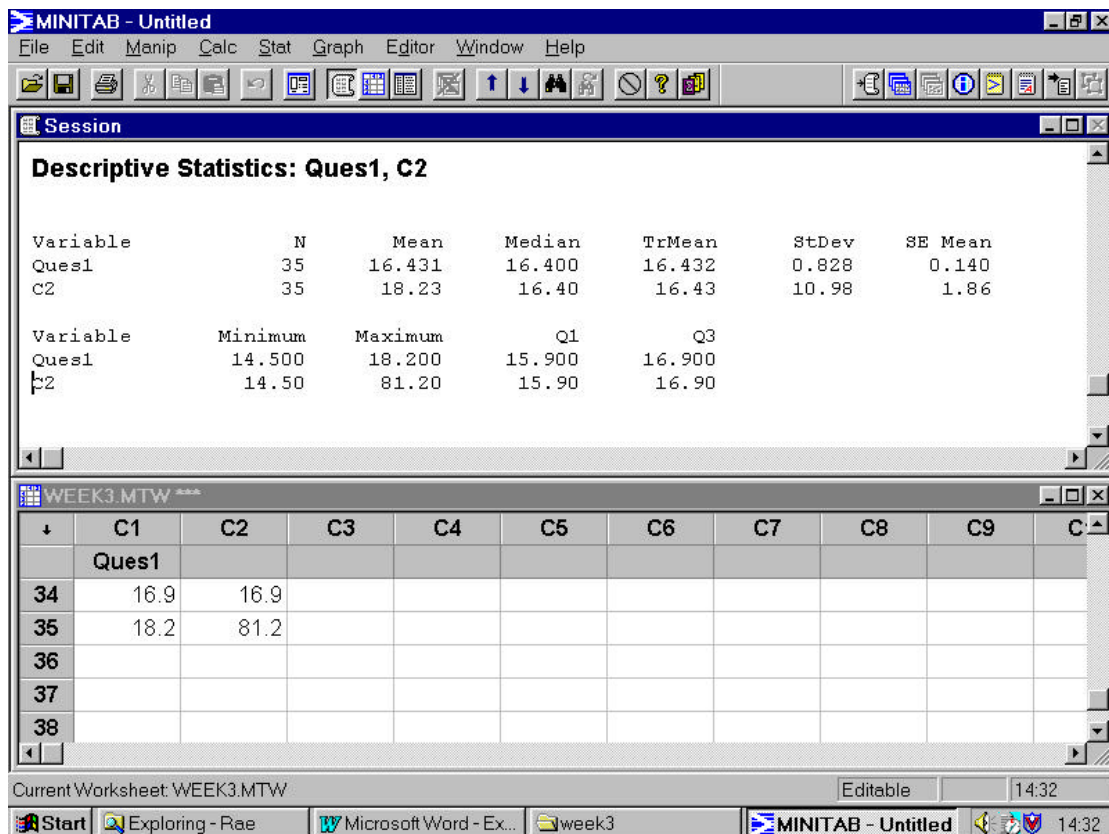 MINITAB - Untitled
File Edit Manip Calc Stat Graph Editor Window Help
Session
Descriptive Statistics: Ques1, C2
Variable N Mean Median TrMean StDev SE Mean
Ques1 35 16.431 16.400 16.432 0.828 0.140
C2 35 18.23 16.40 16.43 10.98 1.86
Variable Minimum Maximum Q1 Q3
Ques1 14.500 18.200 15.900 16.900
C2 14.50 81.20 15.90 16.90
WEEK3.MTW ***
C1 C2 C3 C4 C5 C6 C7 C8 C9 C
Ques1
34 16.9 16.9
35 18.2 81.2
36
37
38
Current Worksheet: WEEK3.MTW Editable 14:32
Start Exploring - Rae Microsoft Word - Ex... week3 MINITAB - Untitled 14:32